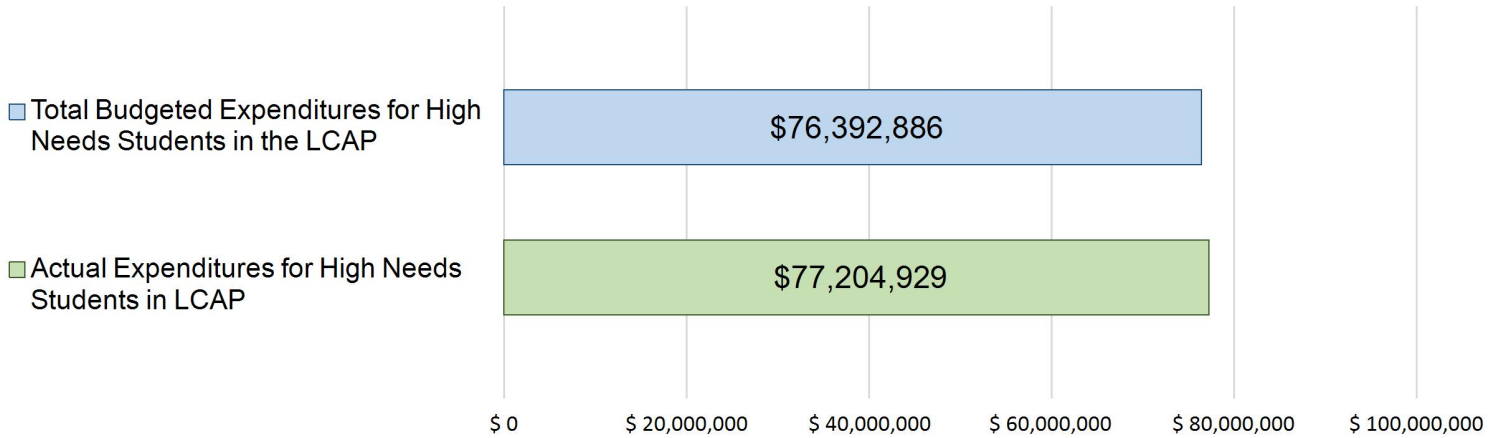 Total Budgeted Expenditures for High
Needs Students in the LCAP
$76,392,886
Actual Expenditures for High Needs
Students in LCAP
$77,204,929
$ 0
$ 20,000,000
$ 40,000,000
$ 60,000,000
$ 80,000,000
$ 100,000,000